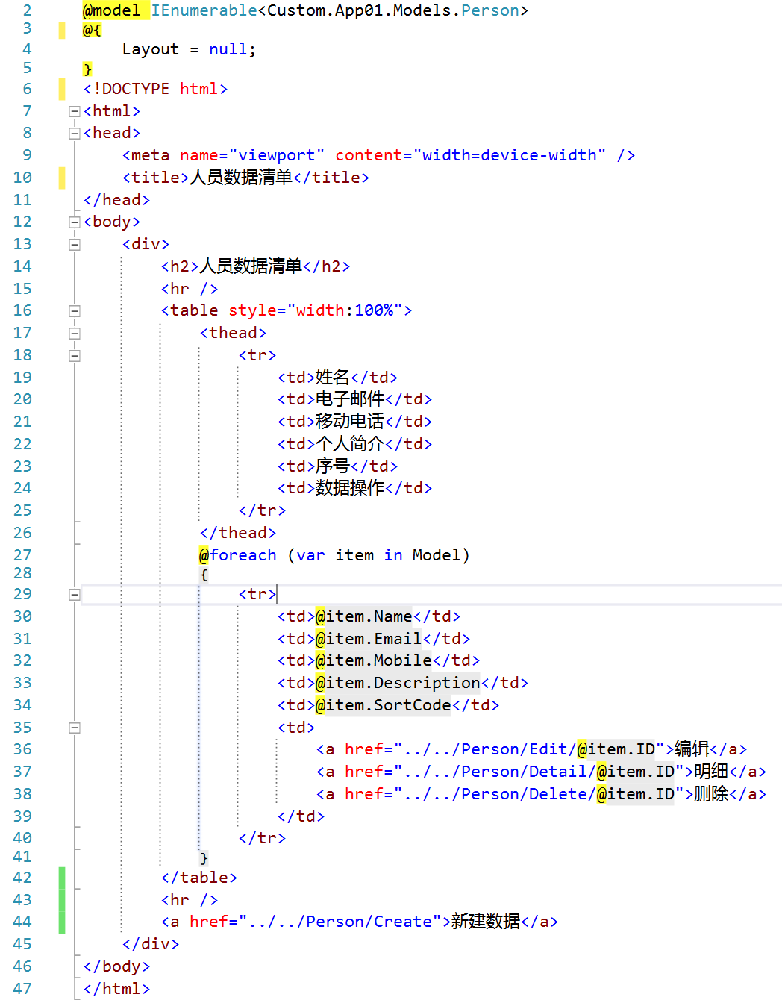 2 @model IEnumerable<Custom.App01.Models.Person>
3 @{
4     Layout = null;
5 }
6 <!DOCTYPE html>
7 <html>
8 <head>
9     <meta name="viewport" content="width=device-width" />
10     <title>人员数据清单</title>
11 </head>
12 <body>
13     <div>
14         <h2>人员数据清单</h2>
15         <hr />
16         <table style="width:100%">
17             <thead>
18                 <tr>
19                     <td>姓名</td>
20                     <td>电子邮件</td>
21                     <td>移动电话</td>
22                     <td>个人简介</td>
23                     <td>序号</td>
24                     <td>数据操作</td>
25                 </tr>
26             </thead>
27             @foreach (var item in Model)
28             {
29                 <tr>
30                     <td>@item.Name</td>
31                     <td>@item.Email</td>
32                     <td>@item.Mobile</td>
33                     <td>@item.Description</td>
34                     <td>@item.SortCode</td>
35                     <td>
36                         <a href="../../Person/Edit/@item.ID">编辑</a>
37                         <a href="../../Person/Detail/@item.ID">明细</a>
38                         <a href="../../Person/Delete/@item.ID">删除</a>
39                     </td>
40                 </tr>
41             }
42         </table>
43         <hr />
44         <a href="../../Person/Create">新建数据</a>
45     </div>
46 </body>
47 </html>